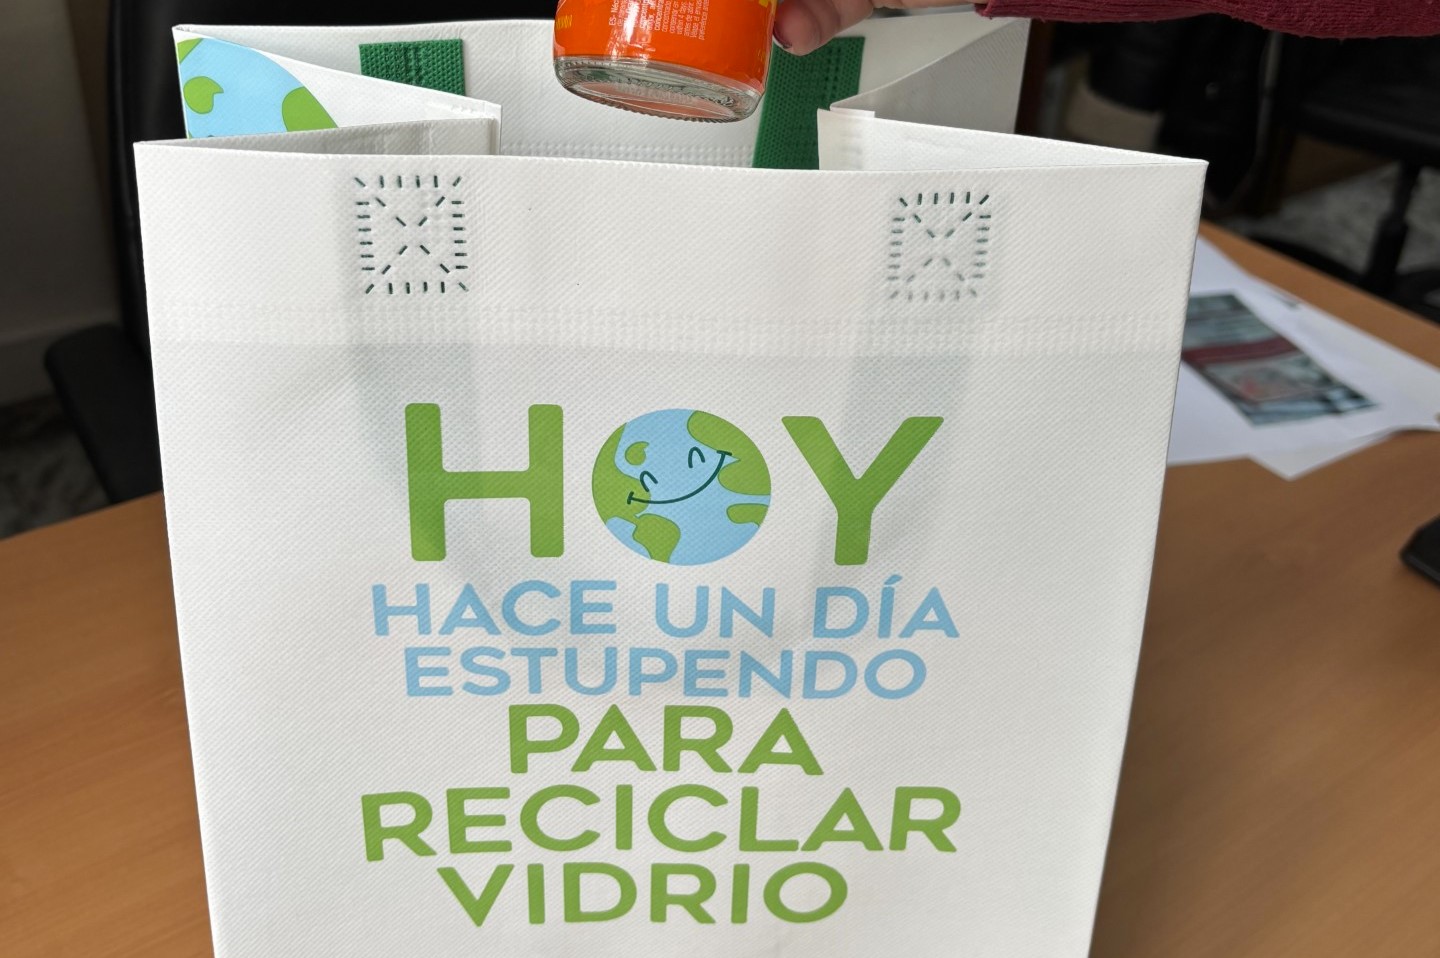 HOY
HACE UN DÍA
ESTUPENDO
PARA
RECICLAR
VIDRIO